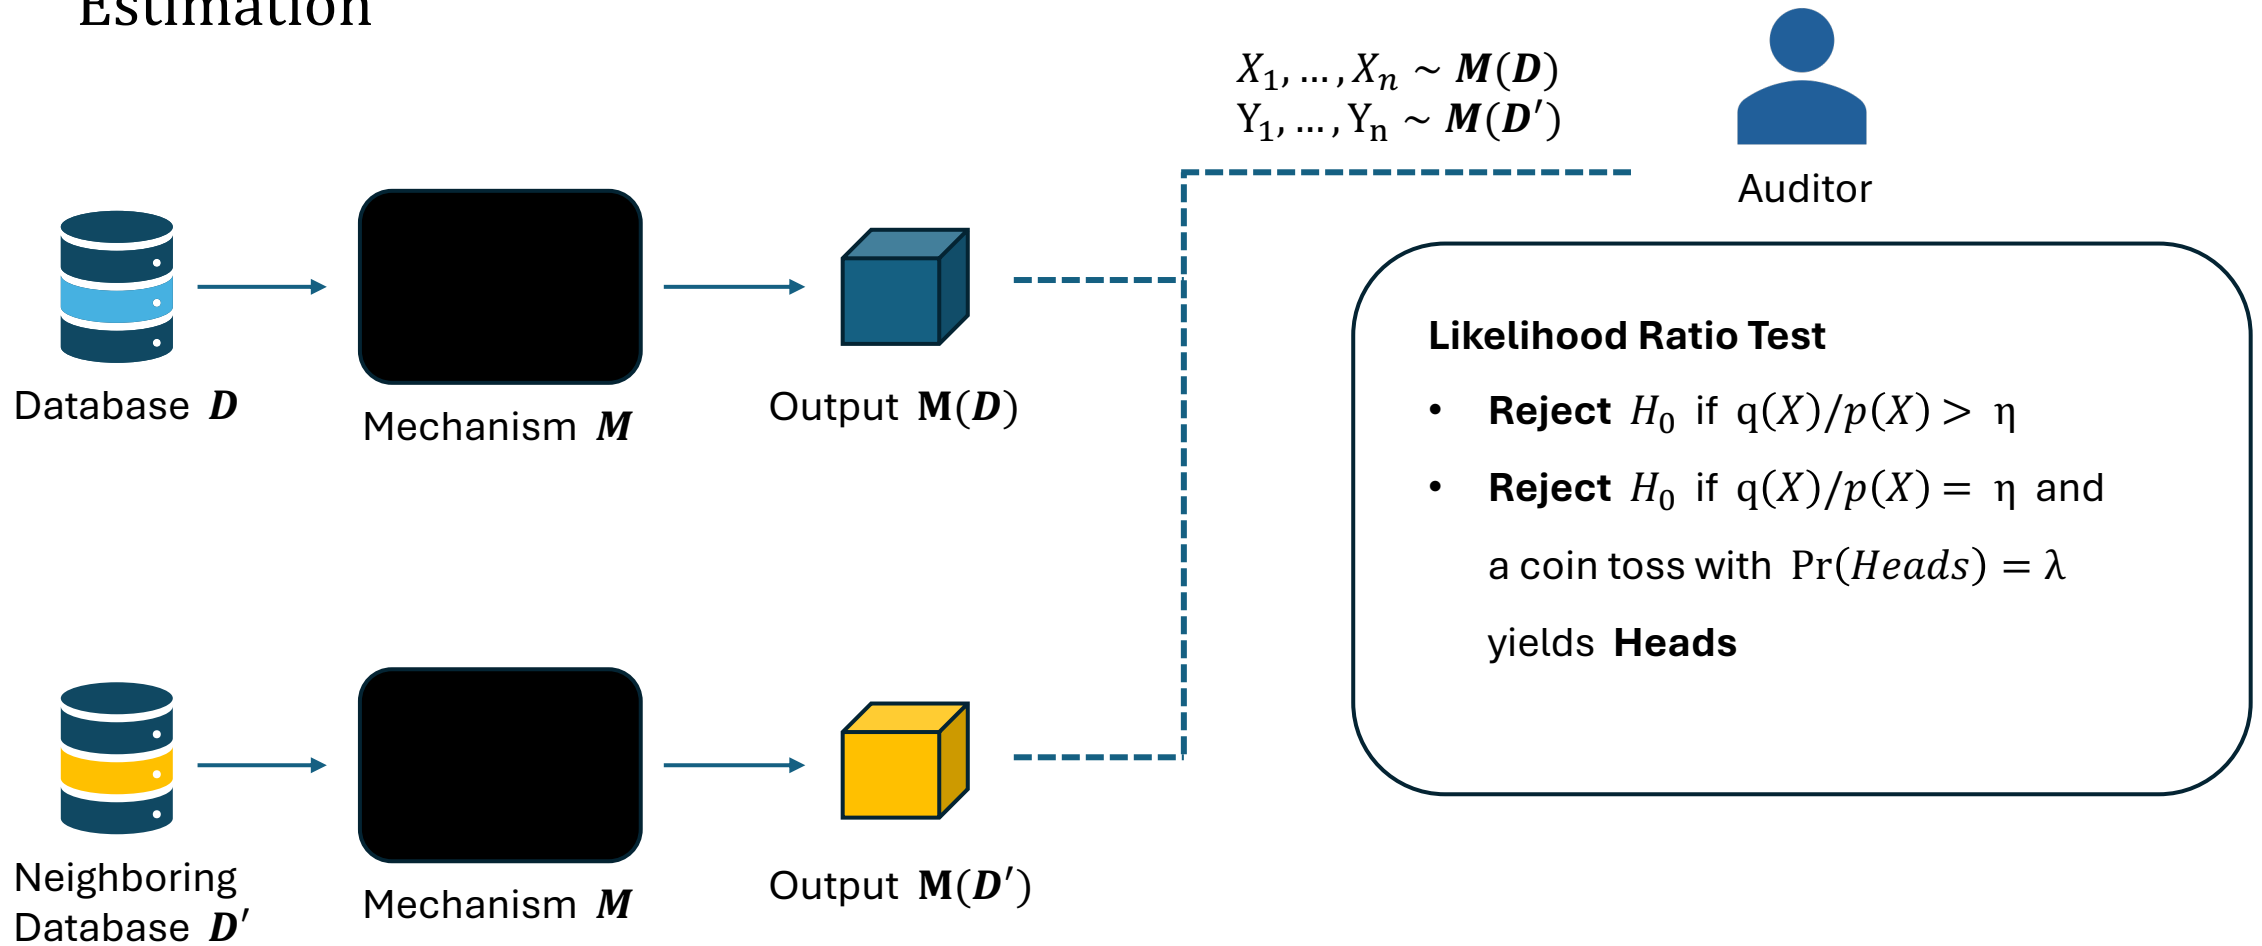 Estimation
X₁, ..., Xₙ ~ M(D)
Y₁, ..., Yₙ ~ M(D′)
Auditor
Database D
Mechanism M
Output M(D)
Likelihood Ratio Test
• Reject H₀ if q(X)/p(X) > η
• Reject H₀ if q(X)/p(X) = η and
a coin toss with Pr(Heads) = λ
yields Heads
Neighboring
Database D′
Mechanism M
Output M(D′)